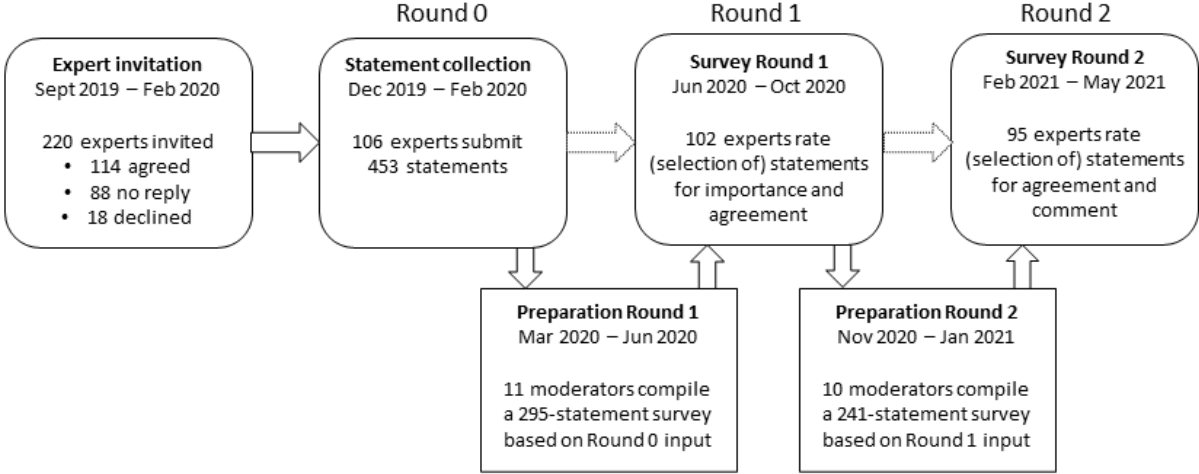 Round 0
Round 1
Round 2
Expert invitation
Sept 2019 – Feb 2020
220 experts invited
• 114 agreed
• 88 no reply
• 18 declined
Statement collection
Dec 2019 – Feb 2020
106 experts submit
453 statements
Survey Round 1
Jun 2020 – Oct 2020
102 experts rate
(selection of) statements
for importance and
agreement
Survey Round 2
Feb 2021 – May 2021
95 experts rate
(selection of) statements
for agreement and
comment
Preparation Round 1
Mar 2020 – Jun 2020
11 moderators compile
a 295-statement survey
based on Round 0 input
Preparation Round 2
Nov 2020 – Jan 2021
10 moderators compile
a 241-statement survey
based on Round 1 input